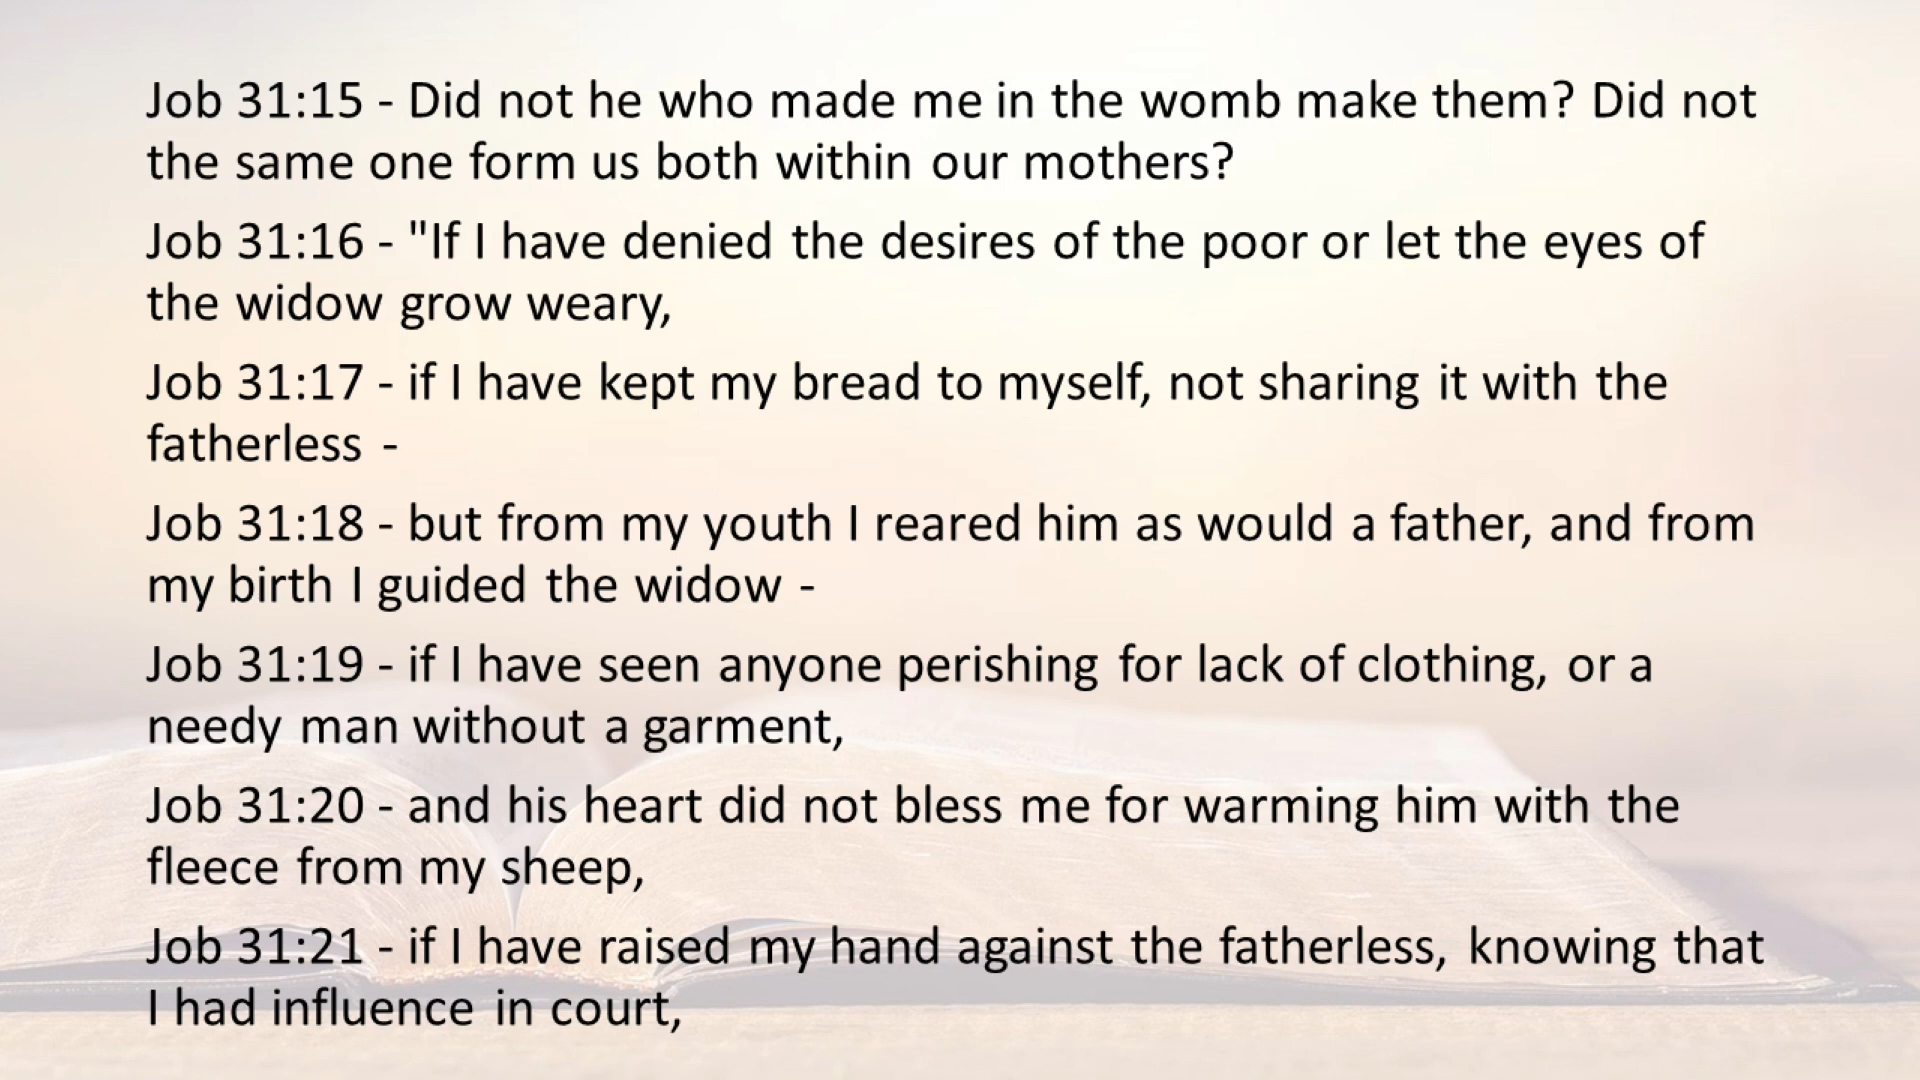 Job 31:15 - Did not he who made me in the womb make them? Did not
the same one form us both within our mothers?
Job 31:16 - "If I have denied the desires of the poor or let the eyes of
the widow grow weary,
Job 31:17 - if I have kept my bread to myself, not sharing it with the
fatherless -
Job 31:18 - but from my youth I reared him as would a father, and from
my birth I guided the widow -
Job 31:19 - if I have seen anyone perishing for lack of clothing, or a
needy man without a garment,
Job 31:20 - and his heart did not bless me for warming him with the
fleece from my sheep,
Job 31:21 - if I have raised my hand against the fatherless, knowing that
I had influence in court,